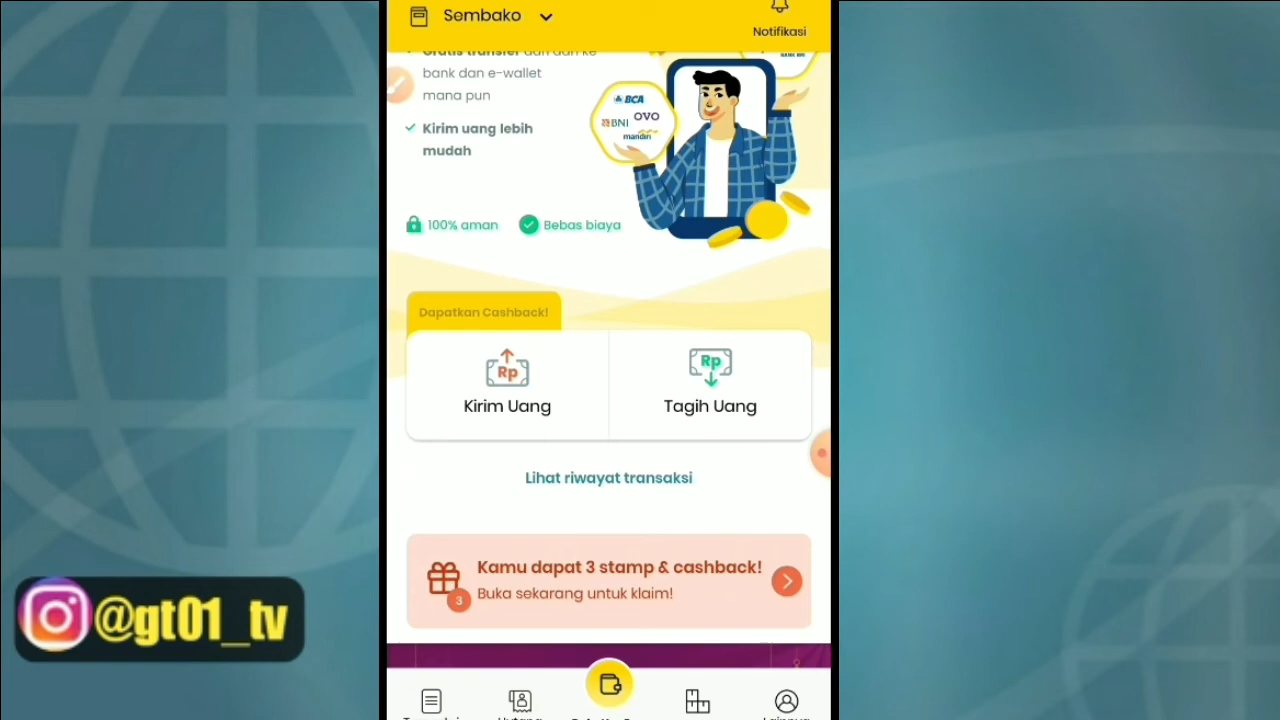 Sembako
Notifikasi
Gratis transfer dari dan ke
bank dan e-wallet
mana pun
Kirim uang lebih
mudah
BCA
OVO
BNI
mandiri
100% aman
Bebas biaya
Dapatkan Cashback!
Rp
Rp
Kirim Uang
Tagih Uang
Lihat riwayat transaksi
Kamu dapat 3 stamp & cashback!
3
Buka sekarang untuk klaim!
@gt01_tv